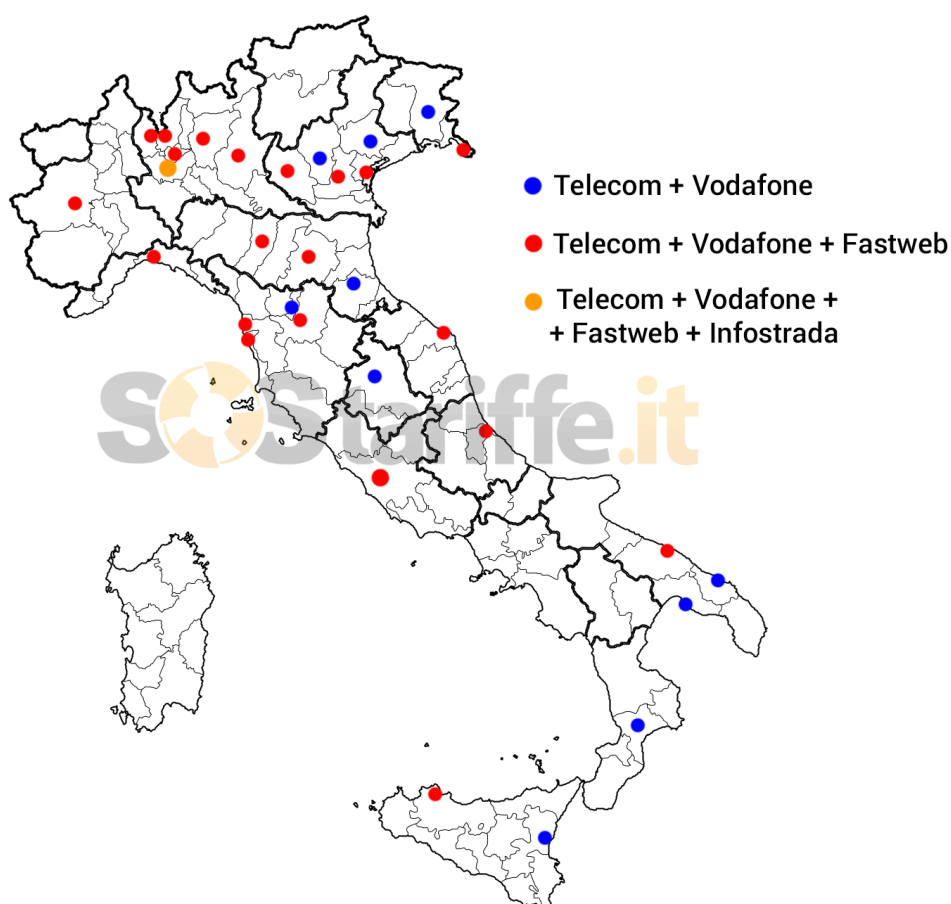 Telecom + Vodafone
Telecom + Vodafone + Fastweb
Telecom + Vodafone +
+ Fastweb + Infostrada
SOStariffe.it